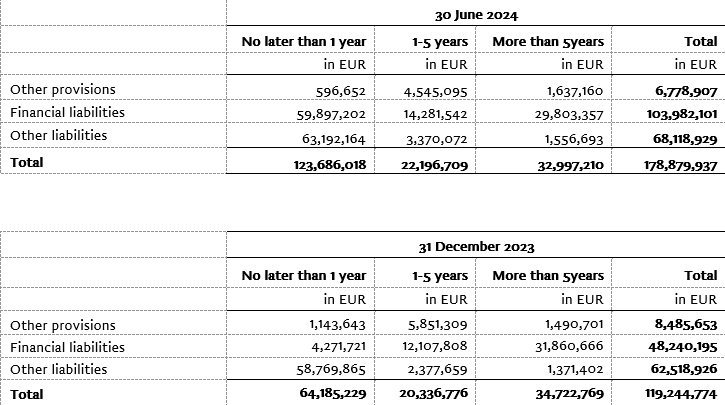 30 June 2024
No later than 1 year 1-5 years More than 5years Total
in EUR in EUR in EUR in EUR
Other provisions 596,652 4,545,095 1,637,160 6,778,907
Financial liabilities 59,897,202 14,281,542 29,803,357 103,982,101
Other liabilities 63,192,164 3,370,072 1,556,693 68,118,929
Total 123,686,018 22,196,709 32,997,210 178,879,937
31 December 2023
No later than 1 year 1-5 years More than 5years Total
in EUR in EUR in EUR in EUR
Other provisions 1,143,643 5,851,309 1,490,701 8,485,653
Financial liabilities 4,271,721 12,107,808 31,860,666 48,240,195
Other liabilities 58,769,865 2,377,659 1,371,402 62,518,926
Total 64,185,229 20,336,776 34,722,769 119,244,774